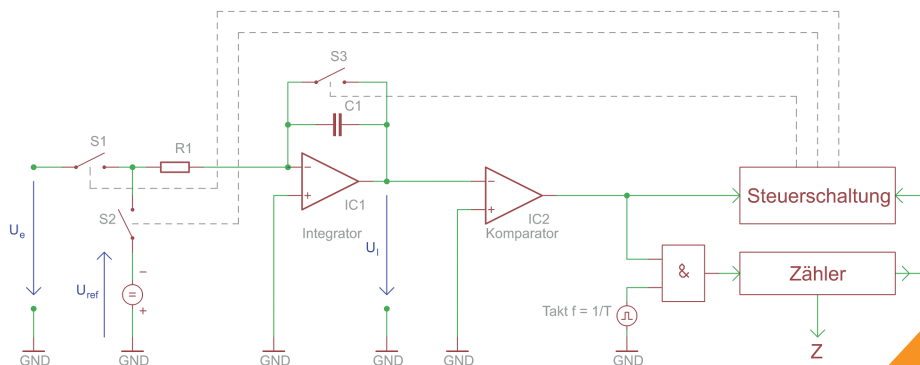 S3
C1
S1
R1
−
+
IC1
Integrator
−
+
IC2
Komparator
Steuerschaltung
S2
U_e
U_ref
−
=
+
U_I
&
Zähler
Takt f = 1/T
Z
GND
GND
GND
GND
GND
GND